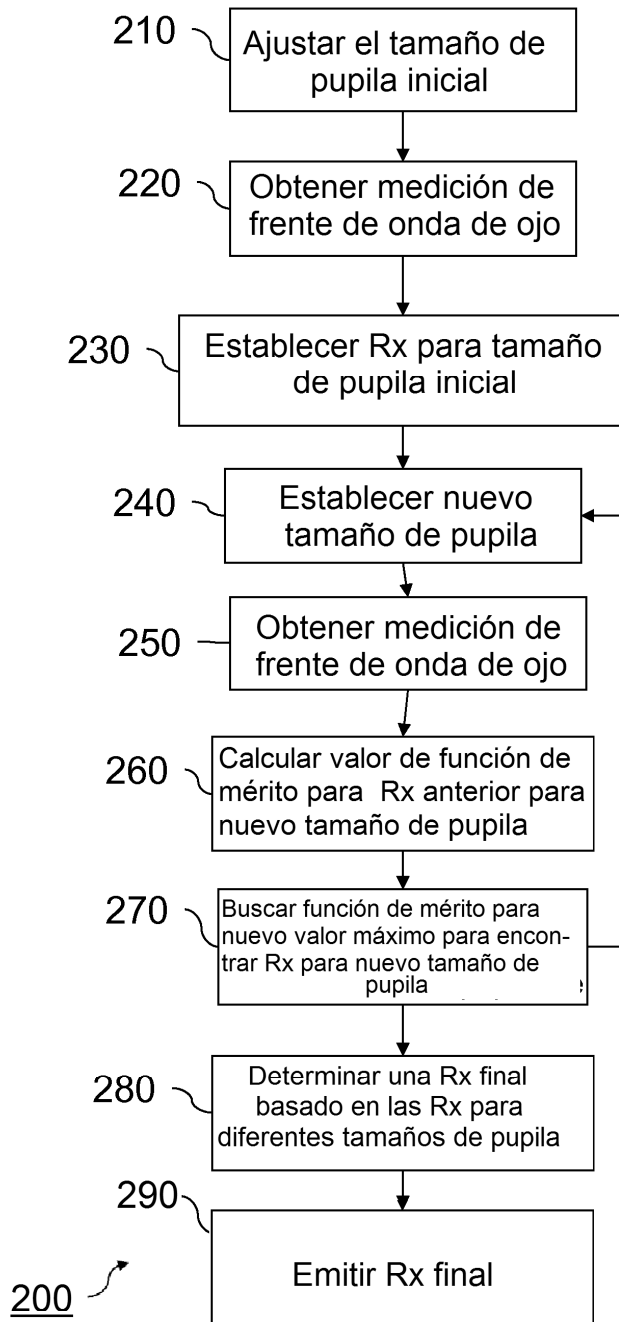 210
Ajustar el tamaño de
pupila inicial
220
Obtener medición de
frente de onda de ojo
230
Establecer Rx para tamaño
de pupila inicial
240
Establecer nuevo
tamaño de pupila
250
Obtener medición de
frente de onda de ojo
260
Calcular valor de función de
mérito para Rx anterior para
nuevo tamaño de pupila
270
Buscar función de mérito para
nuevo valor máximo para encon-
trar Rx para nuevo tamaño de
pupila
280
Determinar una Rx final
basado en las Rx para
diferentes tamaños de pupila
290
Emitir Rx final
200